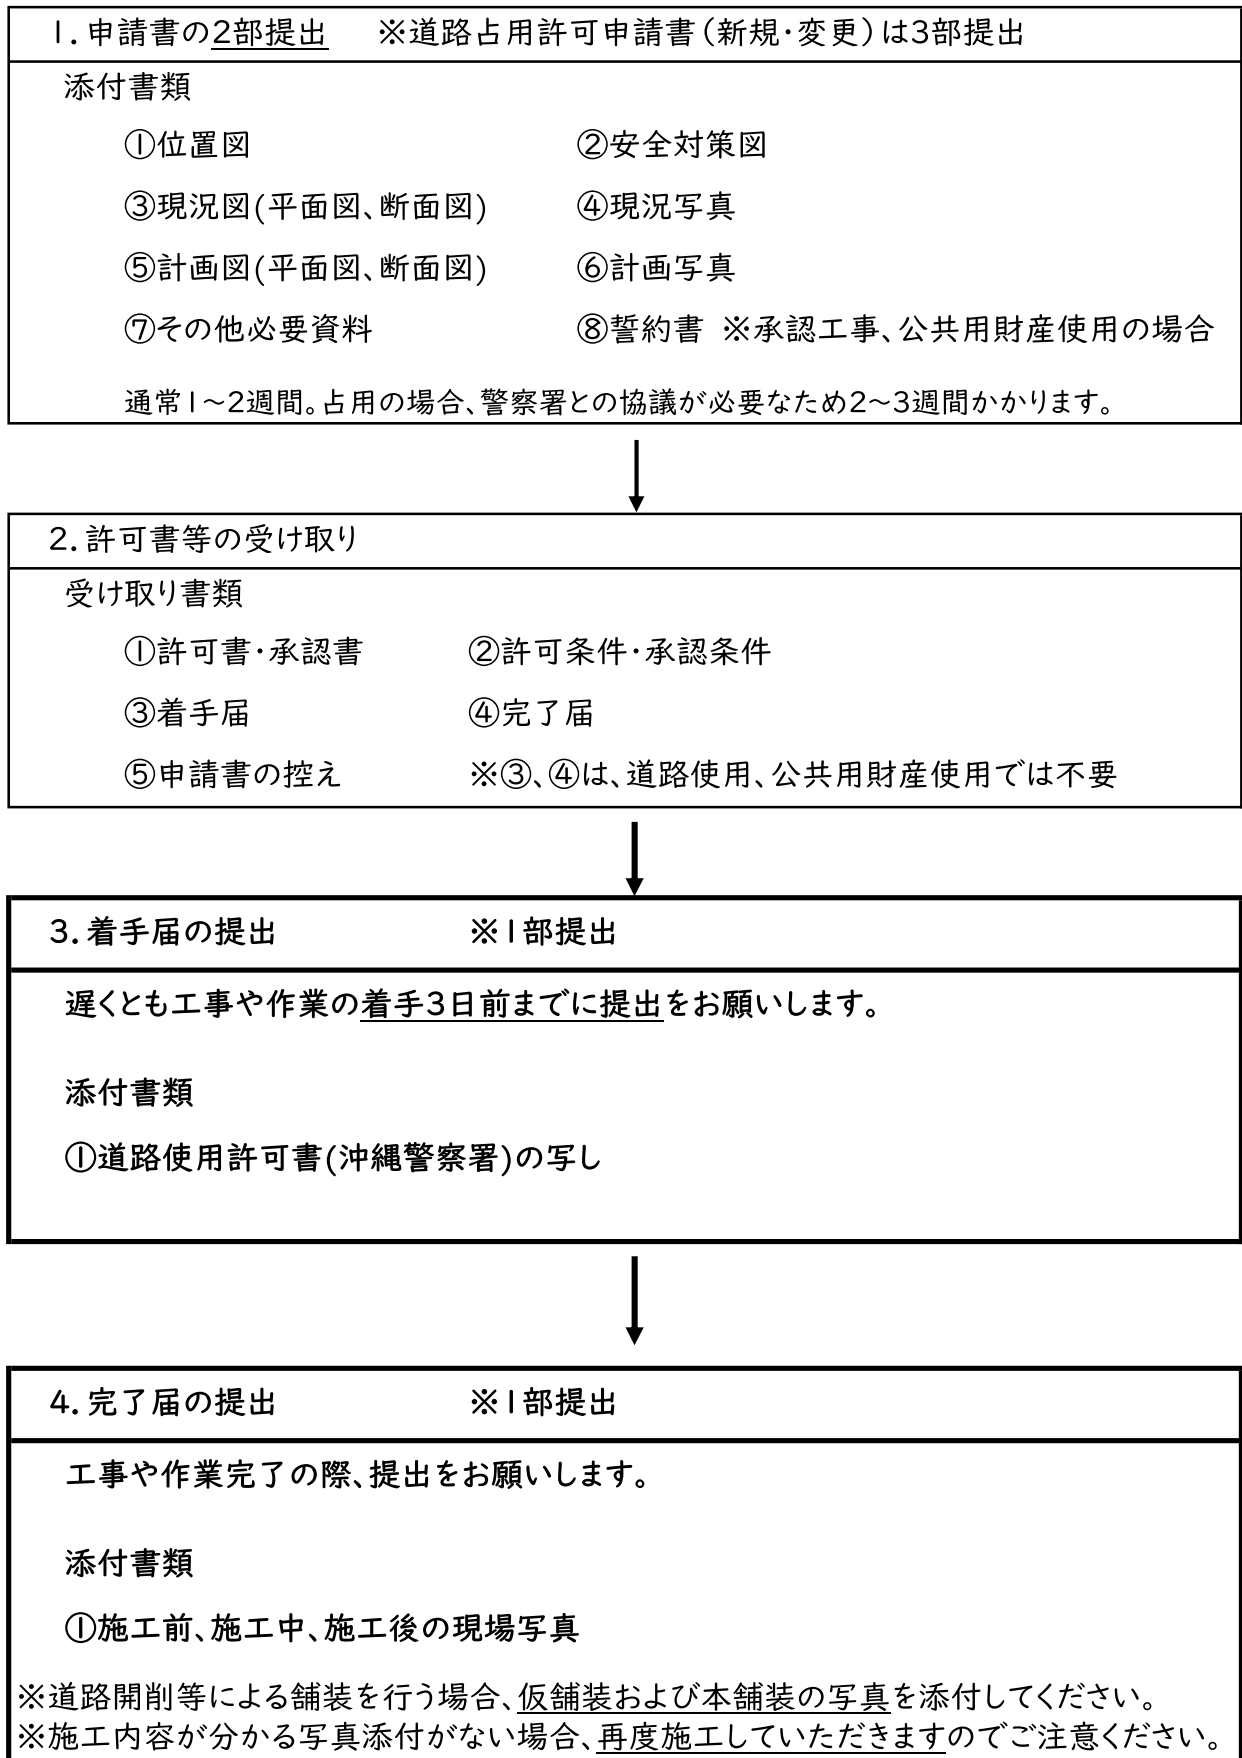 1.申請書の2部提出　※道路占用許可申請書（新規・変更）は3部提出
添付書類
①位置図　②安全対策図
③現況図(平面図、断面図)　④現況写真
⑤計画図(平面図、断面図)　⑥計画写真
⑦その他必要資料　⑧誓約書 ※承認工事、公共用財産使用の場合
通常1～2週間。占用の場合、警察署との協議が必要なため2～3週間かかります。
2.許可書等の受け取り
受け取り書類
①許可書・承認書　②許可条件・承認条件
③着手届　④完了届
⑤申請書の控え　※③、④は、道路使用、公共用財産使用では不要
3.着手届の提出　※1部提出
遅くとも工事や作業の着手3日前までに提出をお願いします。
添付書類
①道路使用許可書(沖縄警察署)の写し
4.完了届の提出　※1部提出
工事や作業完了の際、提出をお願いします。
添付書類
①施工前、施工中、施工後の現場写真
※道路開削等による舗装を行う場合、仮舗装および本舗装の写真を添付してください。
※施工内容が分かる写真添付がない場合、再度施工していただきますのでご注意ください。